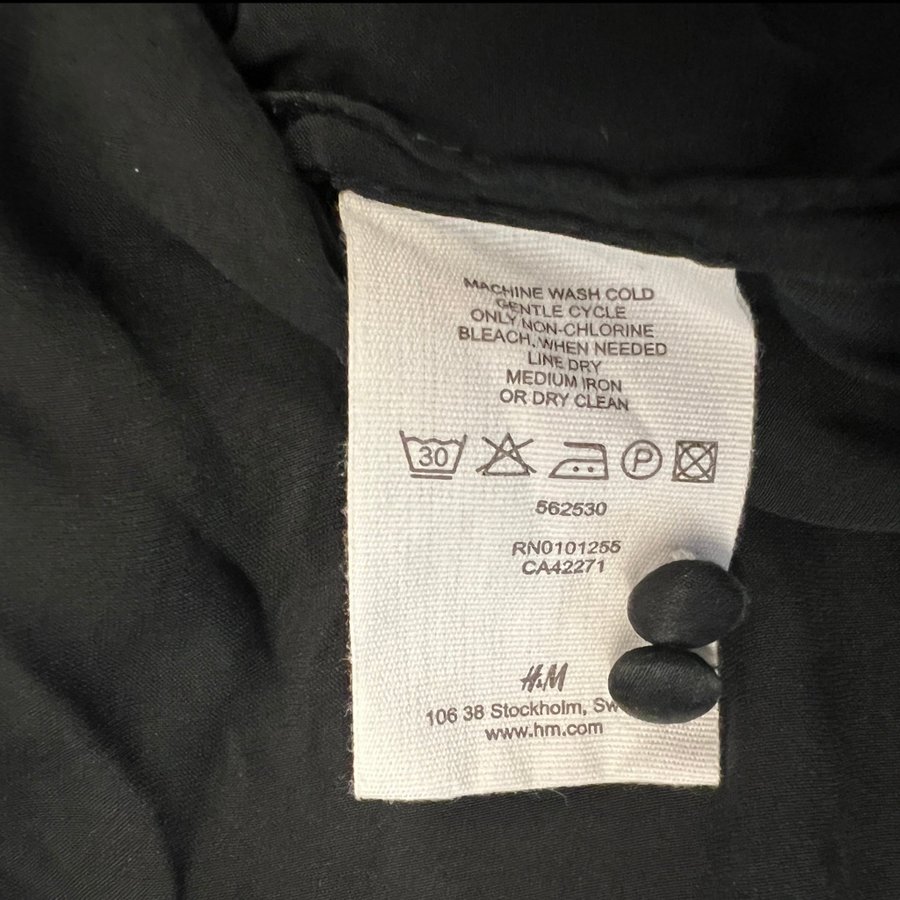 MACHINE WASH COLD
GENTLE CYCLE
ONLY NON-CHLORINE
BLEACH. WHEN NEEDED
LINE DRY
MEDIUM IRON
OR DRY CLEAN
30 P
562530
RN0101255
CA42271
H&M
106 38 Stockholm,
www.hm.com